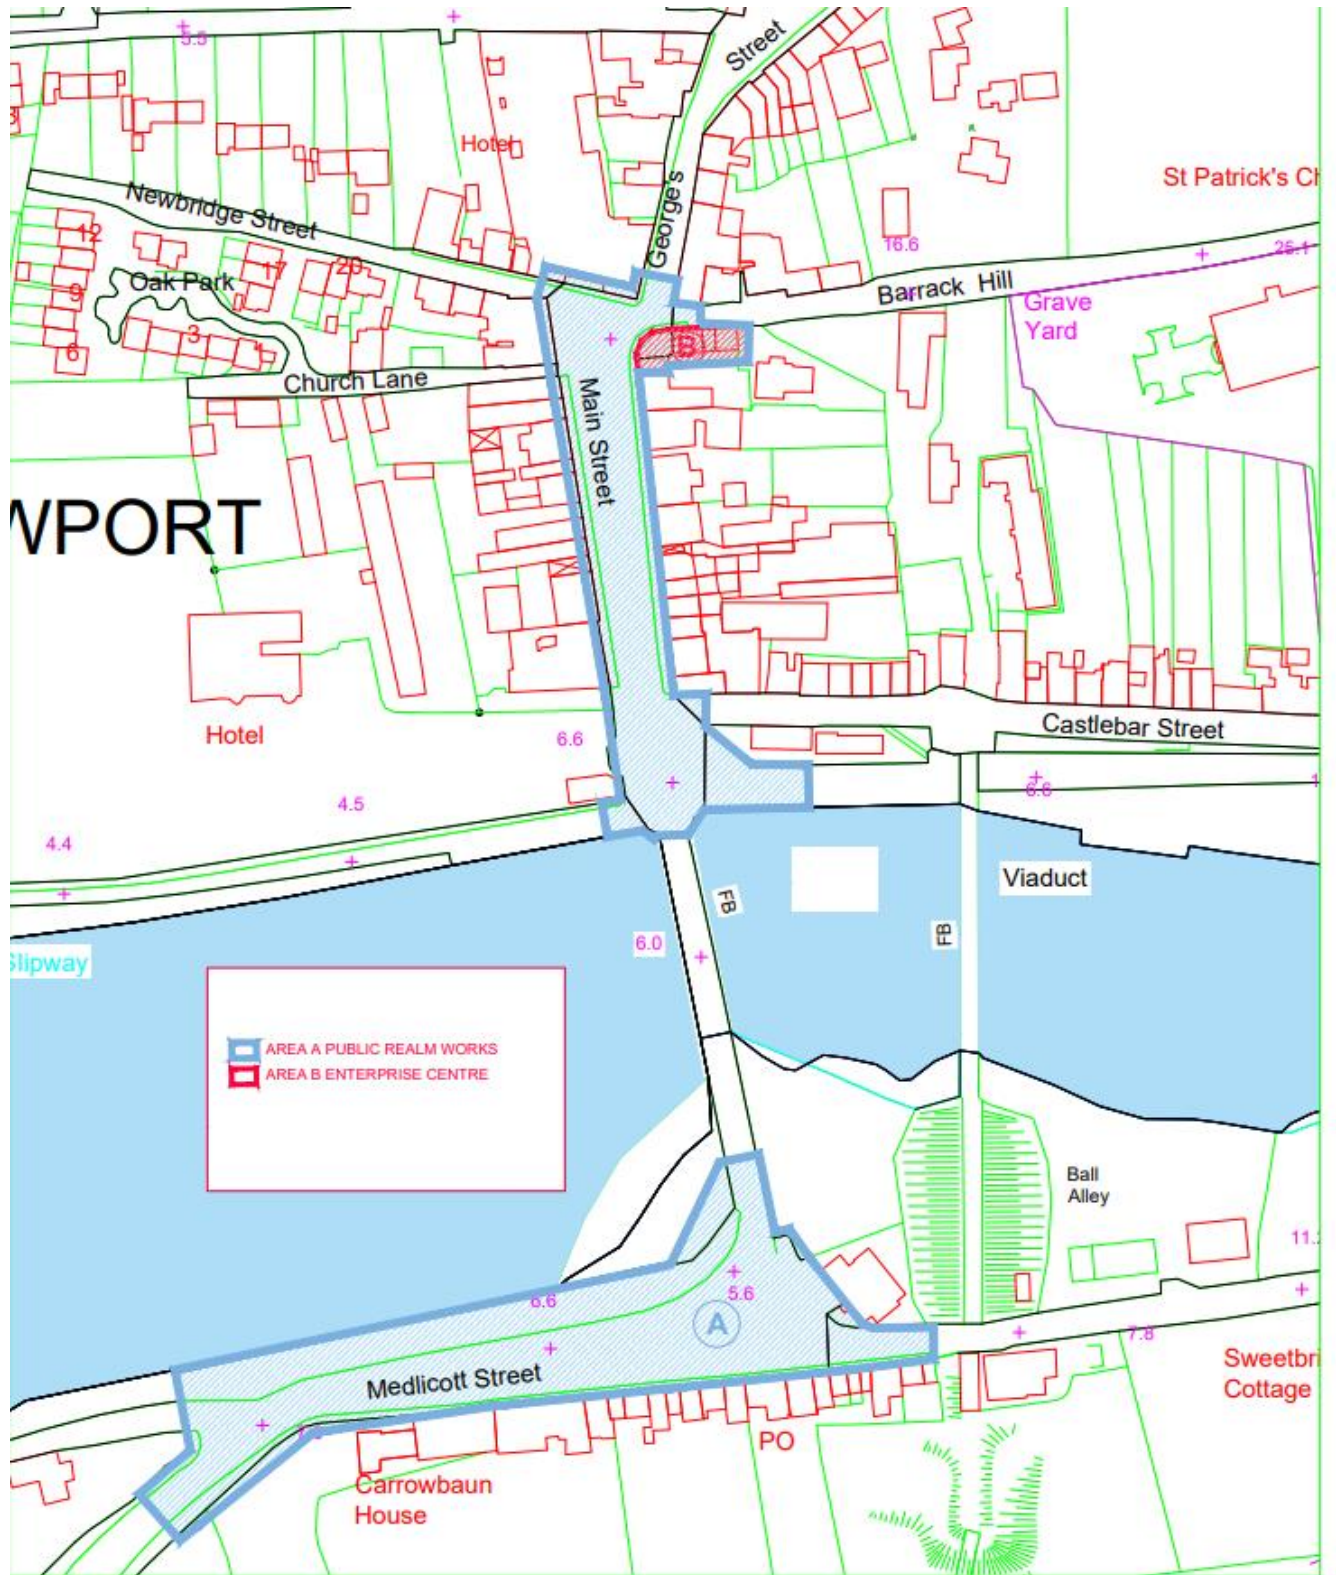 5.5
Street
Hotel
George's
St Patrick's Ch
Newbridge Street
12
16.6
25.1
Oak Park
17
20
Barrack Hill
9
Grave
Yard
3
B
6
Church Lane
Main Street
WPORT
Hotel
6.6
Castlebar Street
4.5
6.6
4.4
Viaduct
FB
FB
6.0
Slipway
AREA A PUBLIC REALM WORKS
AREA B ENTERPRISE CENTRE
Ball
Alley
11.
6.6
5.6
A
7.8
Medlicott Street
Sweetbri
Cottage
PO
Carrowbaun
House